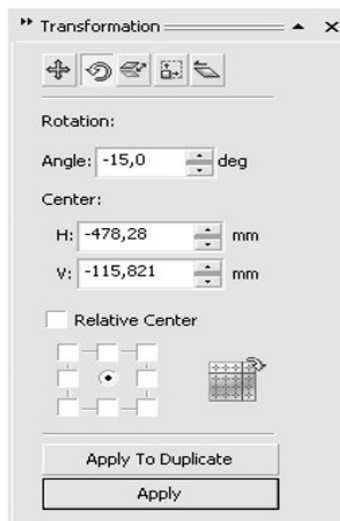 Transformation
Rotation:
Angle: -15,0 deg
Center:
H: -478,28 mm
V: -115,821 mm
Relative Center
Apply To Duplicate
Apply